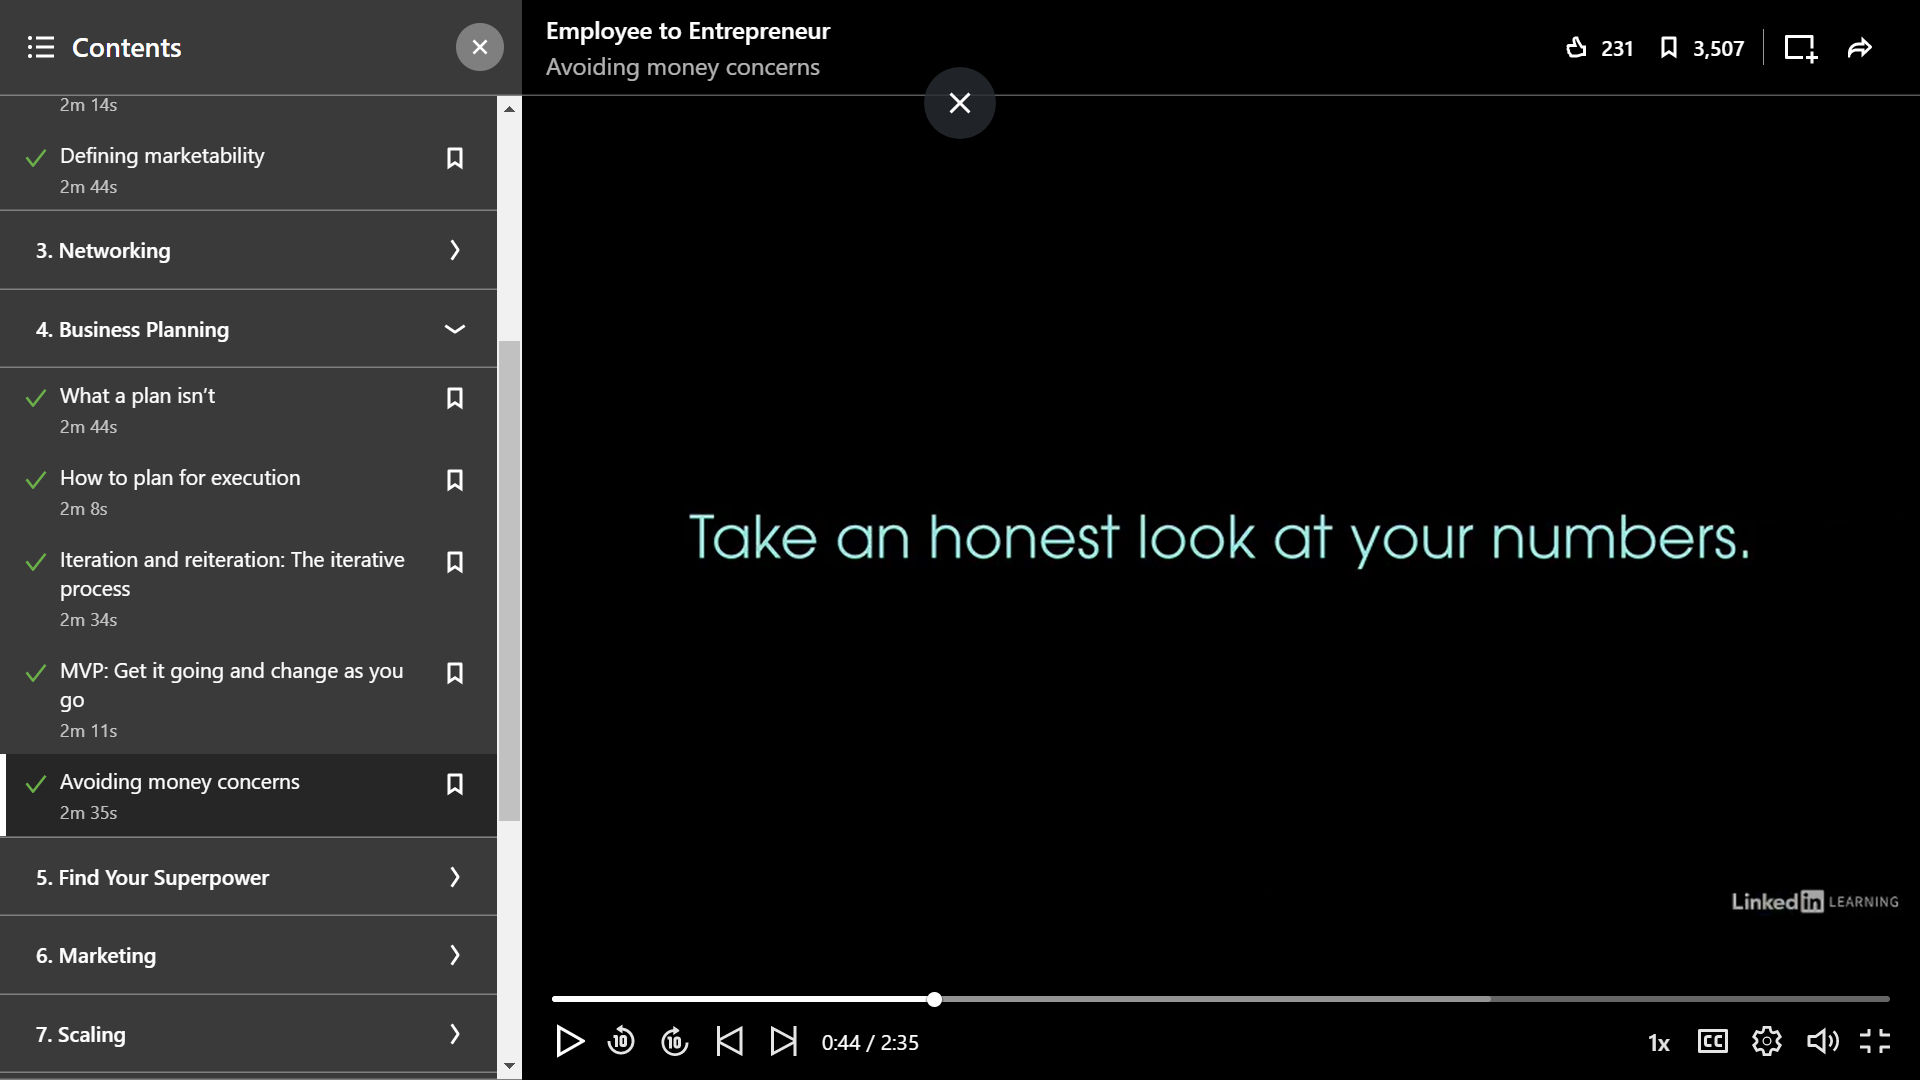 Contents
2m 14s
Defining marketability
2m 44s
3. Networking
4. Business Planning
What a plan isn’t
2m 44s
How to plan for execution
2m 8s
Iteration and reiteration: The iterative
process
2m 34s
MVP: Get it going and change as you
go
2m 11s
Avoiding money concerns
2m 35s
5. Find Your Superpower
6. Marketing
7. Scaling
Employee to Entrepreneur
Avoiding money concerns
231
3,507
Take an honest look at your numbers.
Linked in LEARNING
10
10
0:44 / 2:35
1x
CC